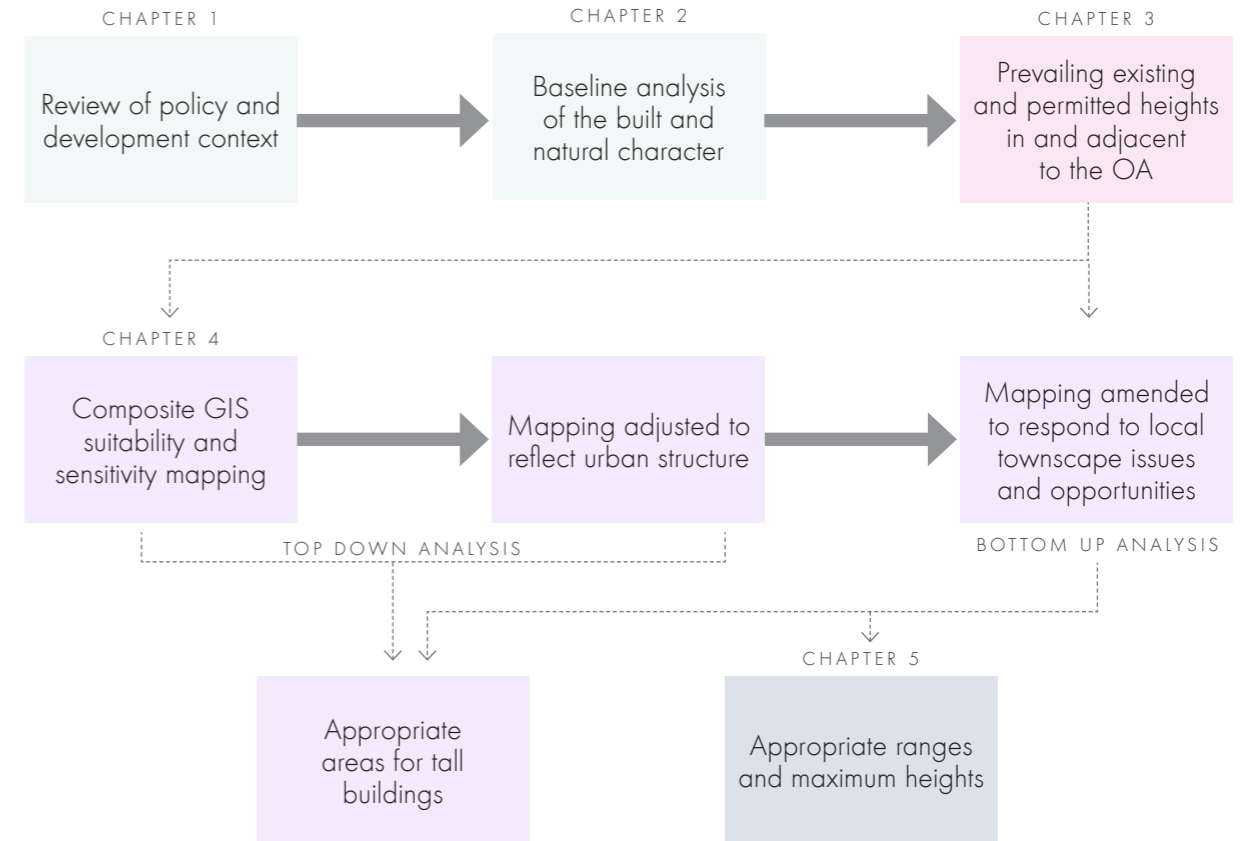 CHAPTER 1
Review of policy and
development context
CHAPTER 2
Baseline analysis
of the built and
natural character
CHAPTER 3
Prevailing existing
and permitted heights
in and adjacent
to the OA
CHAPTER 4
Composite GIS
suitability and
sensitivity mapping
Mapping adjusted to
reflect urban structure
Mapping amended
to respond to local
townscape issues
and opportunities
TOP DOWN ANALYSIS
BOTTOM UP ANALYSIS
Appropriate
areas for tall
buildings
CHAPTER 5
Appropriate ranges
and maximum heights